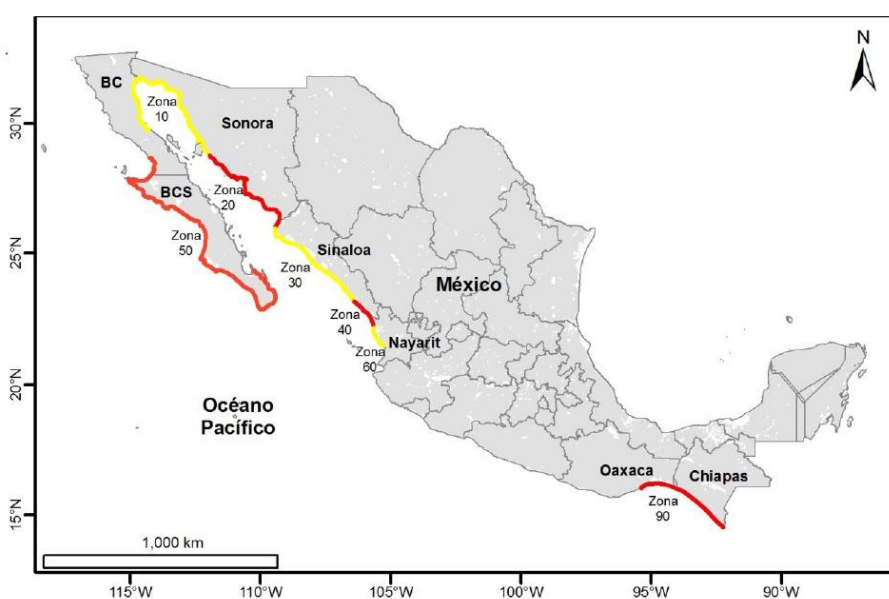 N
BC
Zona
10
Sonora
30°N
BCS
Zona
20
Zona
50
Sinaloa
25°N
Zona
30
México
Zona
40
Nayarit
Zona
60
20°N
Océano
Pacífico
Oaxaca
Chiapas
Zona
90
15°N
1,000 km
115°W
110°W
105°W
100°W
95°W
90°W